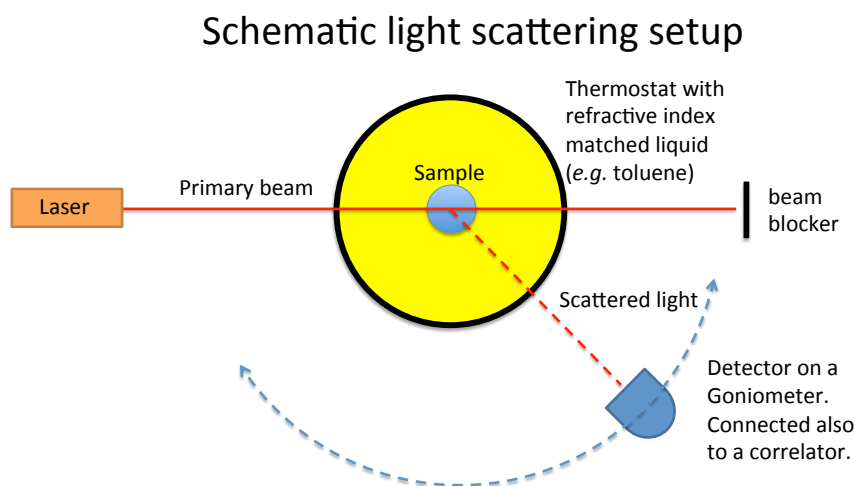 Schematic light scattering setup
Thermostat with
refractive index
matched liquid
(e.g. toluene)
Sample
Primary beam
Laser
beam
blocker
Scattered light
Detector on a
Goniometer.
Connected also
to a correlator.